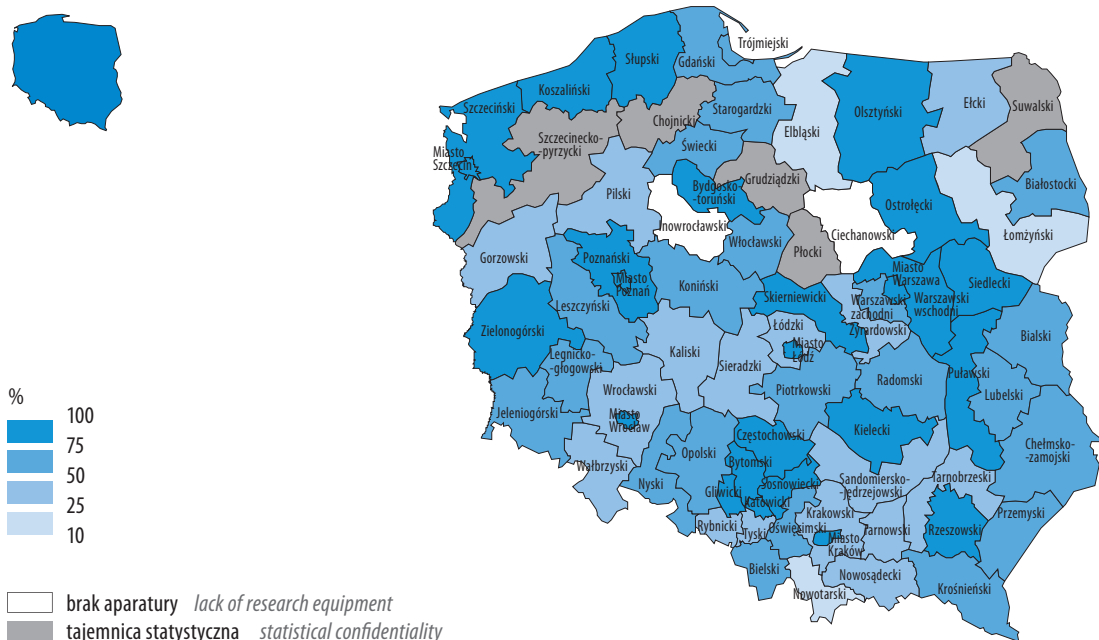 Trójmiejski
Słupski
Gdański
Koszaliński
Szczeciński
Chojnicki
Starogardzki
Olsztyński
Ełcki
Suwalski
Szczecinecko-
-pyrzycki
Elbląski
Świecki
Miasto
Szczecin
Grudziądzki
Białostocki
Pilski
Bydgosko-
-toruński
Ostrołęcki
Inowrocławski
Ciechanowski
Łomżyński
Włocławski
Płocki
Gorzowski
Poznański
Miasto
Poznań
Koniński
Miasto
Warszawa
Siedlecki
Skierniewicki
Warszawski
zachodni
Warszawski
wschodni
Leszczyński
Zielonogórski
Łódzki
Żyrardowski
Bialski
Miasto
Łódź
Legnicko-
-głogowski
Kaliski
Sieradzki
Radomski
Puławski
Lubelski
Wrocławski
Piotrkowski
%
100
75
50
25
10
Jeleniogórski
Miasto
Wrocław
Częstochowski
Kielecki
Chełmsko-
-zamojski
Wałbrzyski
Opolski
Bytomski
Nyski
Gliwicki
Sosnowiecki
Katowicki
Sandomiersko-
-jędrzejowski
Tarnobrzeski
Rybnicki
Tyski
Oświęcimski
Krakowski
Miasto
Kraków
Tarnowski
Rzeszowski
Przemyski
Bielski
Nowosądecki
Nowotarski
Krośnieński
brak aparatury lack of research equipment
tajemnica statystyczna statistical confidentiality